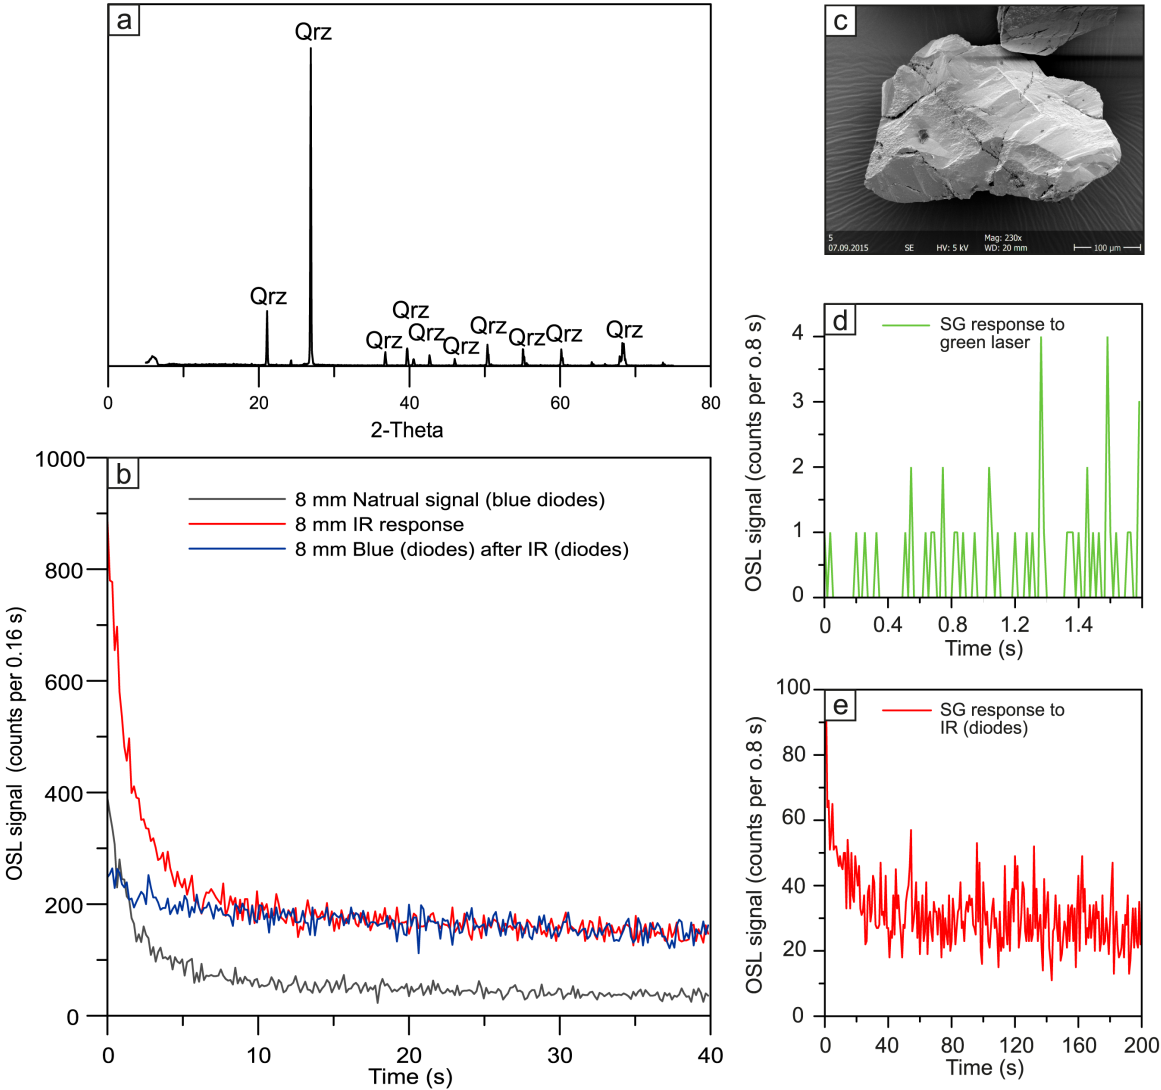 a
Qrz
Qrz
Qrz
Qrz
Qrz
Qrz
Qrz
Qrz
Qrz
Qrz
0
20
40
60
80
2-Theta
b
1000
800
600
400
200
0
OSL signal (counts per 0.16 s)
8 mm Natrual signal (blue diodes)
8 mm IR response
8 mm Blue (diodes) after IR (diodes)
0
10
20
30
40
Time (s)
c
5
07.09.2015
SE
HV: 5 kV
Mag: 230x
WD: 20 mm
100 µm
d
SG response to
green laser
4
3
2
1
0
OSL signal (counts per o.8 s)
0
0.4
0.8
1.2
1.4
Time (s)
e
SG response to
IR (diodes)
100
80
60
40
20
0
OSL signal (counts per o.8 s)
0
40
80
120
160
200
Time (s)